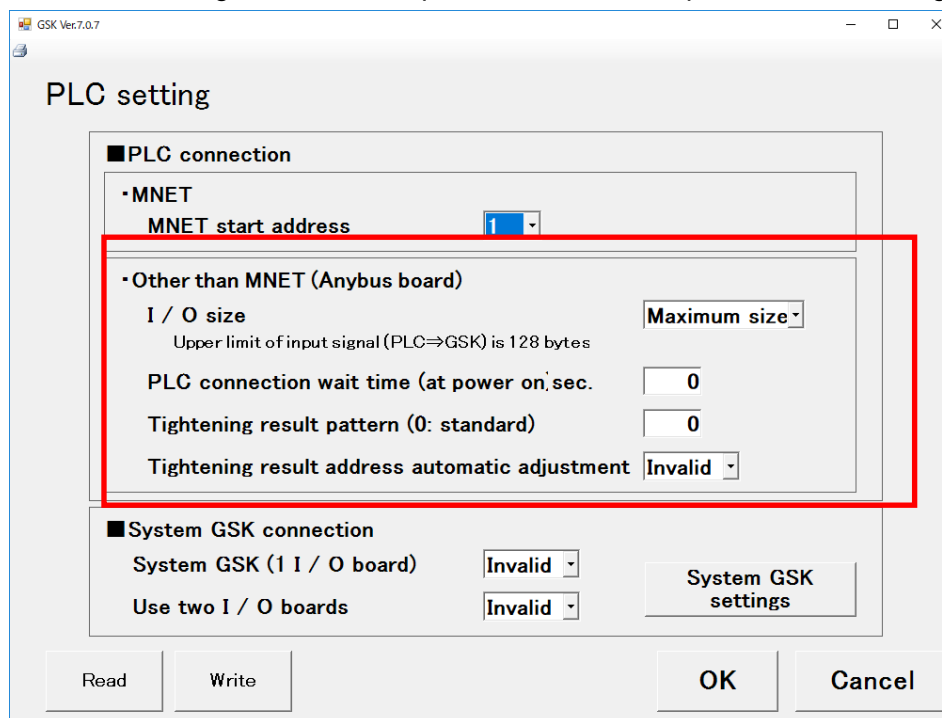 GSK Ver.7.0.7
PLC setting
■PLC connection
・MNET
MNET start address 1
・Other than MNET (Anybus board)
I / O size Maximum size
Upper limit of input signal (PLC⇒GSK) is 128 bytes
PLC connection wait time (at power on) sec. 0
Tightening result pattern (0: standard) 0
Tightening result address automatic adjustment Invalid
■System GSK connection
System GSK (1 I / O board) Invalid
Use two I / O boards Invalid
System GSK
settings
Read Write OK Cancel